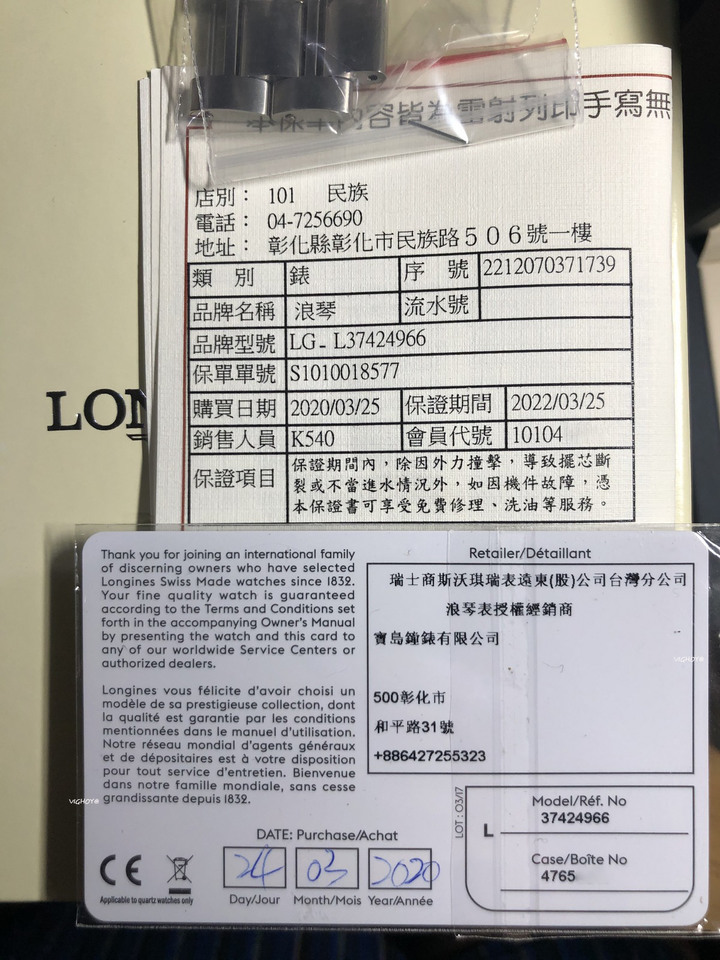 本保單內容皆為雷射列印手寫無
店別： 101 民族
電話： 04-7256690
地址： 彰化縣彰化市民族路５０６號一樓
類 別 錶 序 號 2212070371739
品牌名稱 浪琴 流水號
品牌型號 LG- L37424966
保單單號 S1010018577
購買日期 2020/03/25 保證期間 2022/03/25
銷售人員 K540 會員代號 10104
保證項目
保證期間內，除因外力撞擊，導致擺芯斷
裂或不當進水情況外，如因機件故障，憑
本保證書可享受免費修理、洗油等服務。
LON
Thank you for joining an international family
of discerning owners who have selected
Longines Swiss Made watches since 1832.
Your fine quality watch is guaranteed
according to the Terms and Conditions set
forth in the accompanying Owner's Manual
by presenting the watch and this card to
any of our worldwide Service Centers or
authorized dealers.
Longines vous félicite d'avoir choisi un
modèle de sa prestigieuse collection, dont
la qualité est garantie par les conditions
mentionnées dans le manuel d'utilisation.
Notre réseau mondial d'agents généraux
et de dépositaires est à votre disposition
pour tout service d'entretien. Bienvenue
dans notre famille mondiale, sans cesse
grandissante depuis 1832.
Retailer/Détaillant
瑞士商斯沃琪瑞表遠東(股)公司台灣分公司
浪琴表授權經銷商
寶島鐘錶有限公司
500彰化市
和平路31號
+886427255323
VIGHOY®
VIGHOY®
DATE: Purchase/Achat
24 03 2020
Day/Jour Month/Mois Year/Année
CE
Applicable to quartz watches only
LOT : 03/17
L
Model/Réf. No
37424966
Case/Boîte No
4765